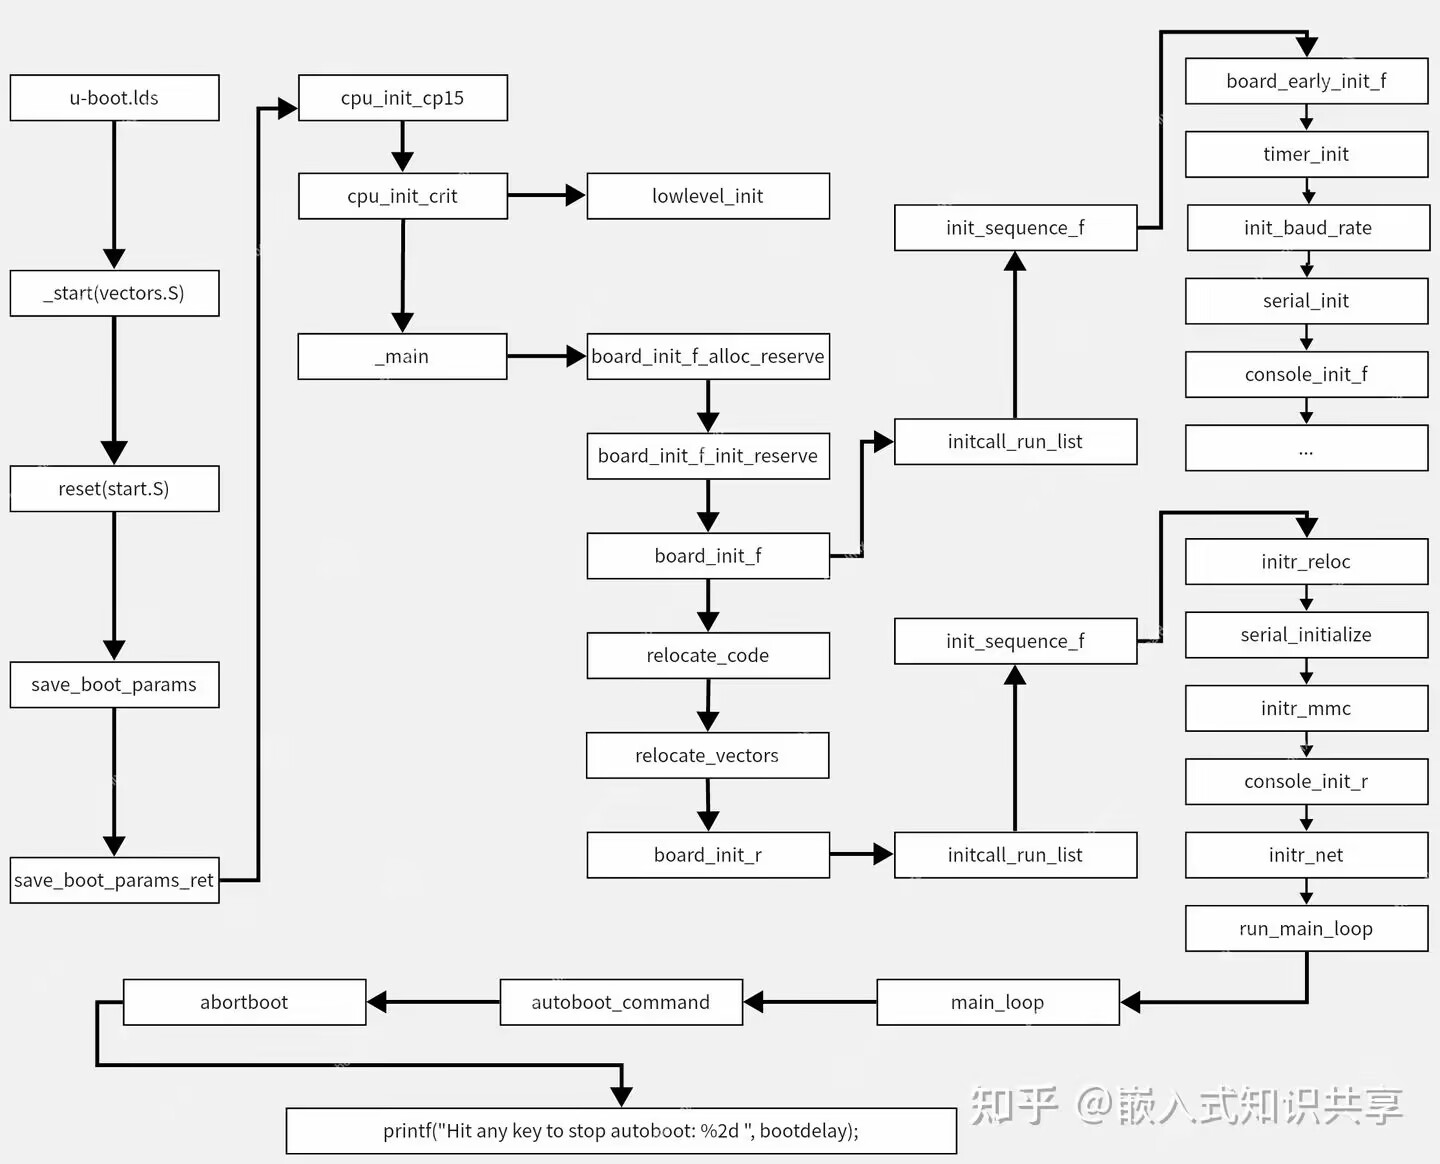 u-boot.lds
_start(vectors.S)
reset(start.S)
save_boot_params
save_boot_params_ret
cpu_init_cp15
cpu_init_crit
lowlevel_init
_main
board_init_f_alloc_reserve
board_init_f_init_reserve
board_init_f
relocate_code
relocate_vectors
board_init_r
initcall_run_list
init_sequence_f
board_early_init_f
timer_init
init_baud_rate
serial_init
console_init_f
...
initcall_run_list
init_sequence_f
initr_reloc
serial_initialize
initr_mmc
console_init_r
initr_net
run_main_loop
main_loop
autoboot_command
abortboot
printf("Hit any key to stop autoboot: %2d ", bootdelay);
知乎 @嵌入式知识共享